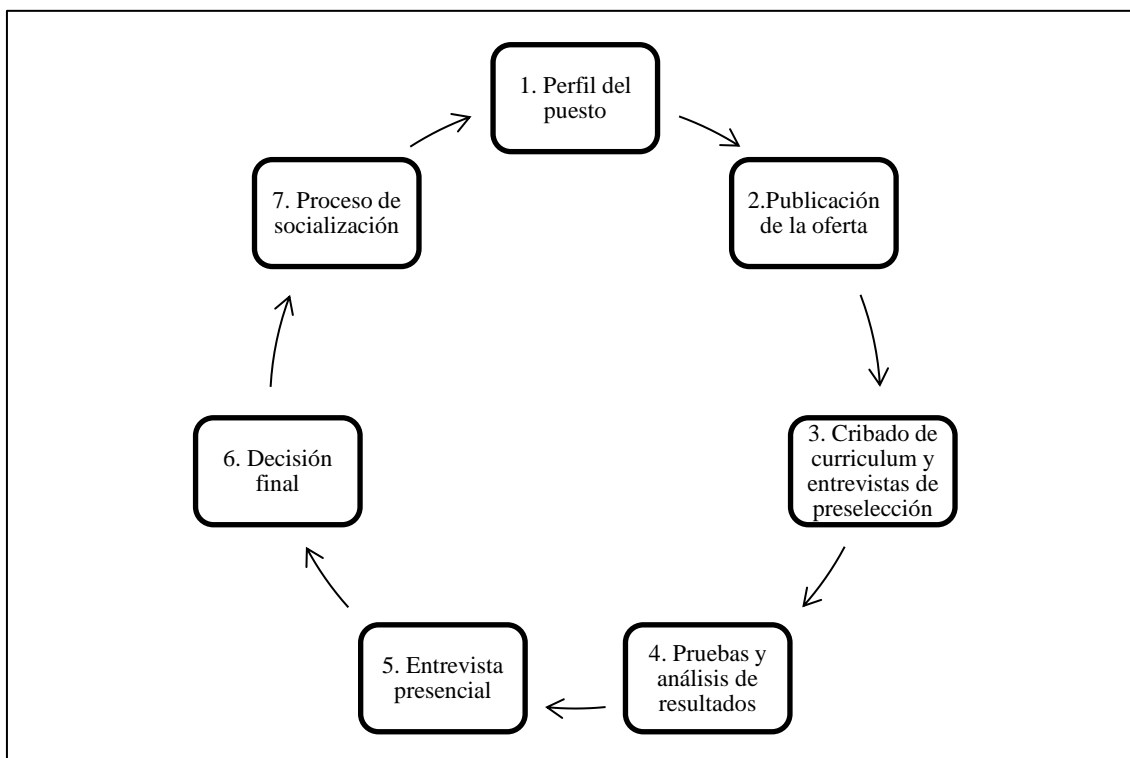 1. Perfil del
puesto
2.Publicación
de la oferta
3. Cribado de
curriculum y
entrevistas de
preselección
4. Pruebas y
análisis de
resultados
5. Entrevista
presencial
6. Decisión
final
7. Proceso de
socialización